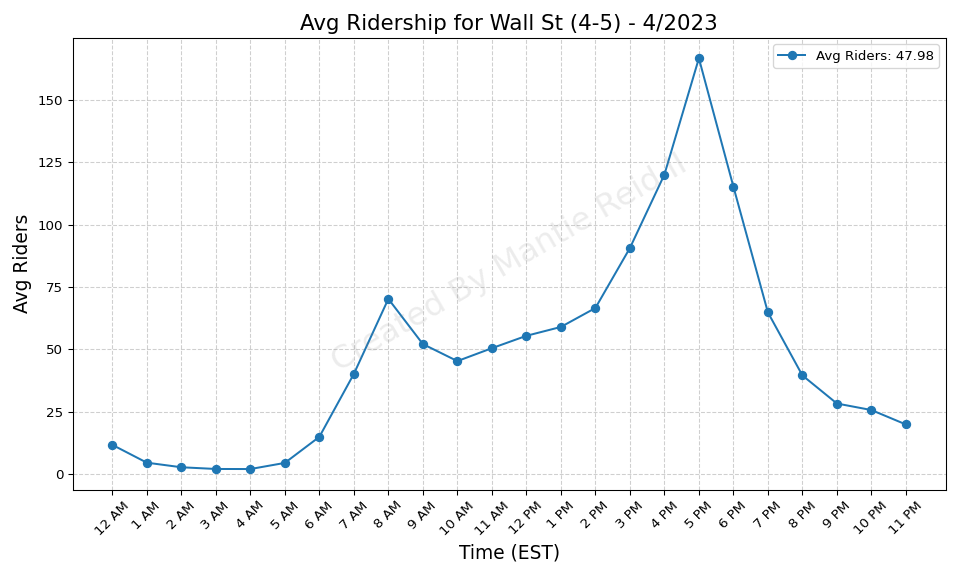 Avg Ridership for Wall St (4-5) - 4/2023
Avg Riders: 47.98
Avg Riders
150
125
100
75
50
25
0
Created By Mantie Reidill
12 AM
1 AM
2 AM
3 AM
4 AM
5 AM
6 AM
7 AM
8 AM
9 AM
10 AM
11 AM
12 PM
1 PM
2 PM
3 PM
4 PM
5 PM
6 PM
7 PM
8 PM
9 PM
10 PM
11 PM
Time (EST)